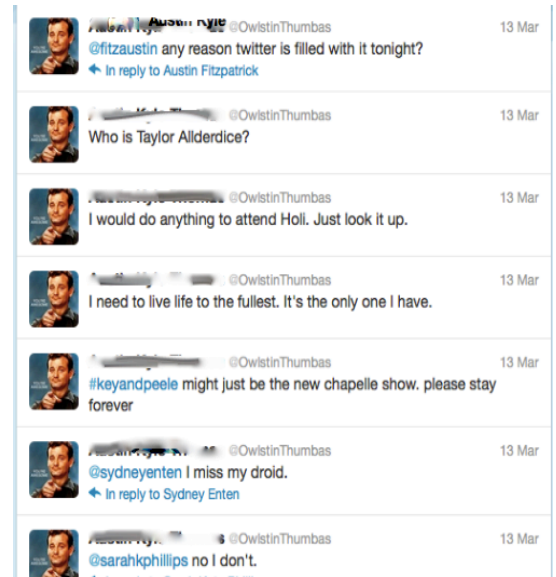 @OwlstinThumbas 13 Mar
@fitzaustin any reason twitter is filled with it tonight?
In reply to Austin Fitzpatrick
@OwlstinThumbas 13 Mar
Who is Taylor Allderdice?
@OwlstinThumbas 13 Mar
I would do anything to attend Holi. Just look it up.
@OwlstinThumbas 13 Mar
I need to live life to the fullest. It's the only one I have.
@OwlstinThumbas 13 Mar
#keyandpeele might just be the new chapelle show. please stay
forever
@OwlstinThumbas 13 Mar
@sydneyenten I miss my droid.
In reply to Sydney Enten
@OwlstinThumbas 13 Mar
@sarahkphillips no I don't.